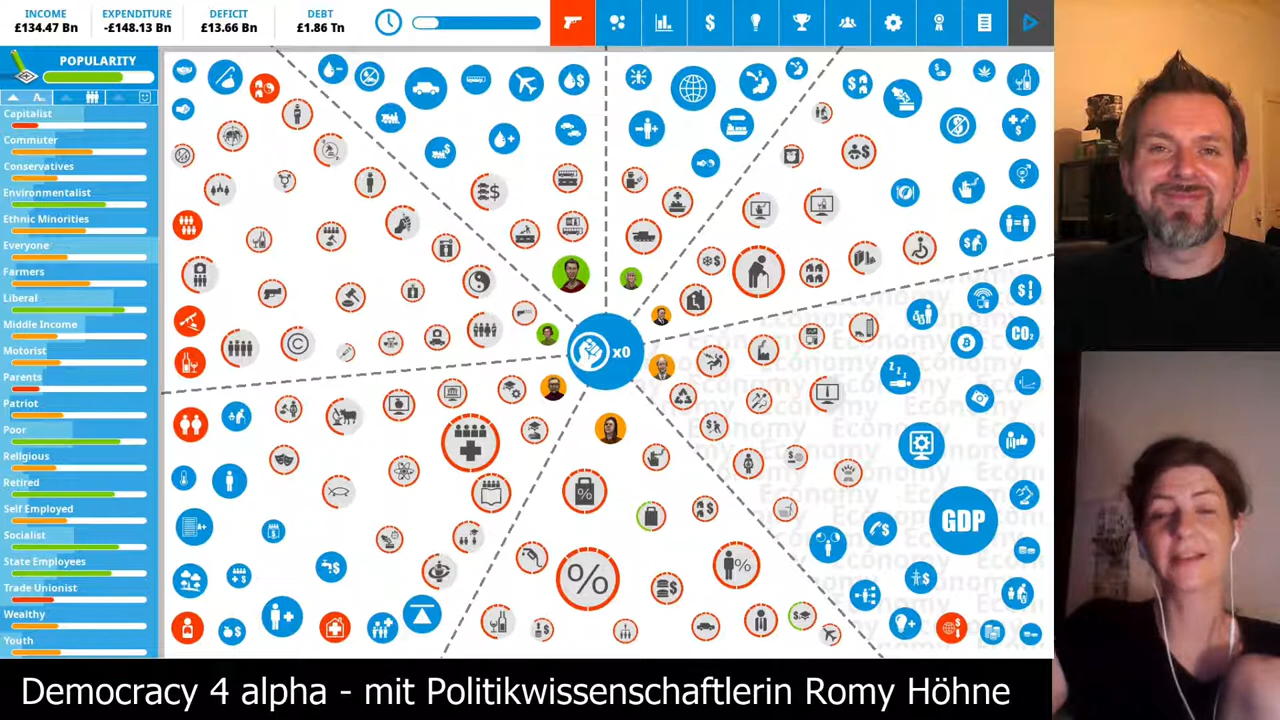 INCOME
£134.47 Bn
EXPENDITURE
-£148.13 Bn
DEFICIT
£13.66 Bn
DEBT
£1.86 Tn
POPULARITY
Capitalist
Commuter
Conservatives
Environmentalist
Ethnic Minorities
Everyone
Farmers
Liberal
Middle Income
Motorist
Parents
Patriot
Poor
Religious
Retired
Self Employed
Socialist
State Employees
Trade Unionist
Wealthy
Youth
x0
CO₂
GDP
%
Economy
Democracy 4 alpha - mit Politikwissenschaftlerin Romy Höhne